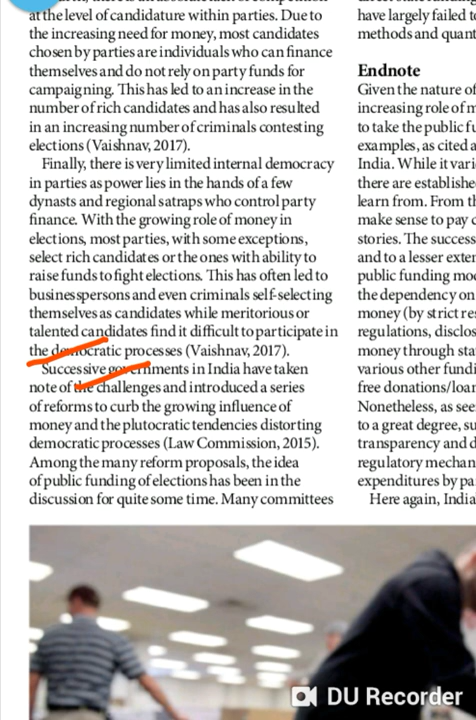 at the level of candidature within parties. Due to
the increasing need for money, most candidates
chosen by parties are individuals who can finance
themselves and do not rely on party funds for
campaigning. This has led to an increase in the
number of rich candidates and has also resulted
in an increasing number of criminals contesting
elections (Vaishnav, 2017).
Finally, there is very limited internal democracy
in parties as power lies in the hands of a few
dynasts and regional satraps who control party
finance. With the growing role of money in
elections, most parties, with some exceptions,
select rich candidates or the ones with ability to
raise funds to fight elections. This has often led to
businesspersons and even criminals self-selecting
themselves as candidates while meritorious or
talented candidates find it difficult to participate in
the democratic processes (Vaishnav, 2017).
Successive governments in India have taken
note of the challenges and introduced a series
of reforms to curb the growing influence of
money and the plutocratic tendencies distorting
democratic processes (Law Commission, 2015).
Among the many reform proposals, the idea
of public funding of elections has been in the
discussion for quite some time. Many committees
have largely failed
methods and quant
Endnote
Given the nature of
increasing role of m
to take the public fu
examples, as cited a
India. While it vari
there are establishe
learn from. From th
make sense to pay c
stories. The success
and to a lesser exten
public funding mod
the dependency on
money (by strict re
regulations, disclos
money through sta
various other fundi
free donations/loan
Nonetheless, as see
to a great degree, su
transparency and d
regulatory mechan
expenditures by pa
Here again, India
DU Recorder